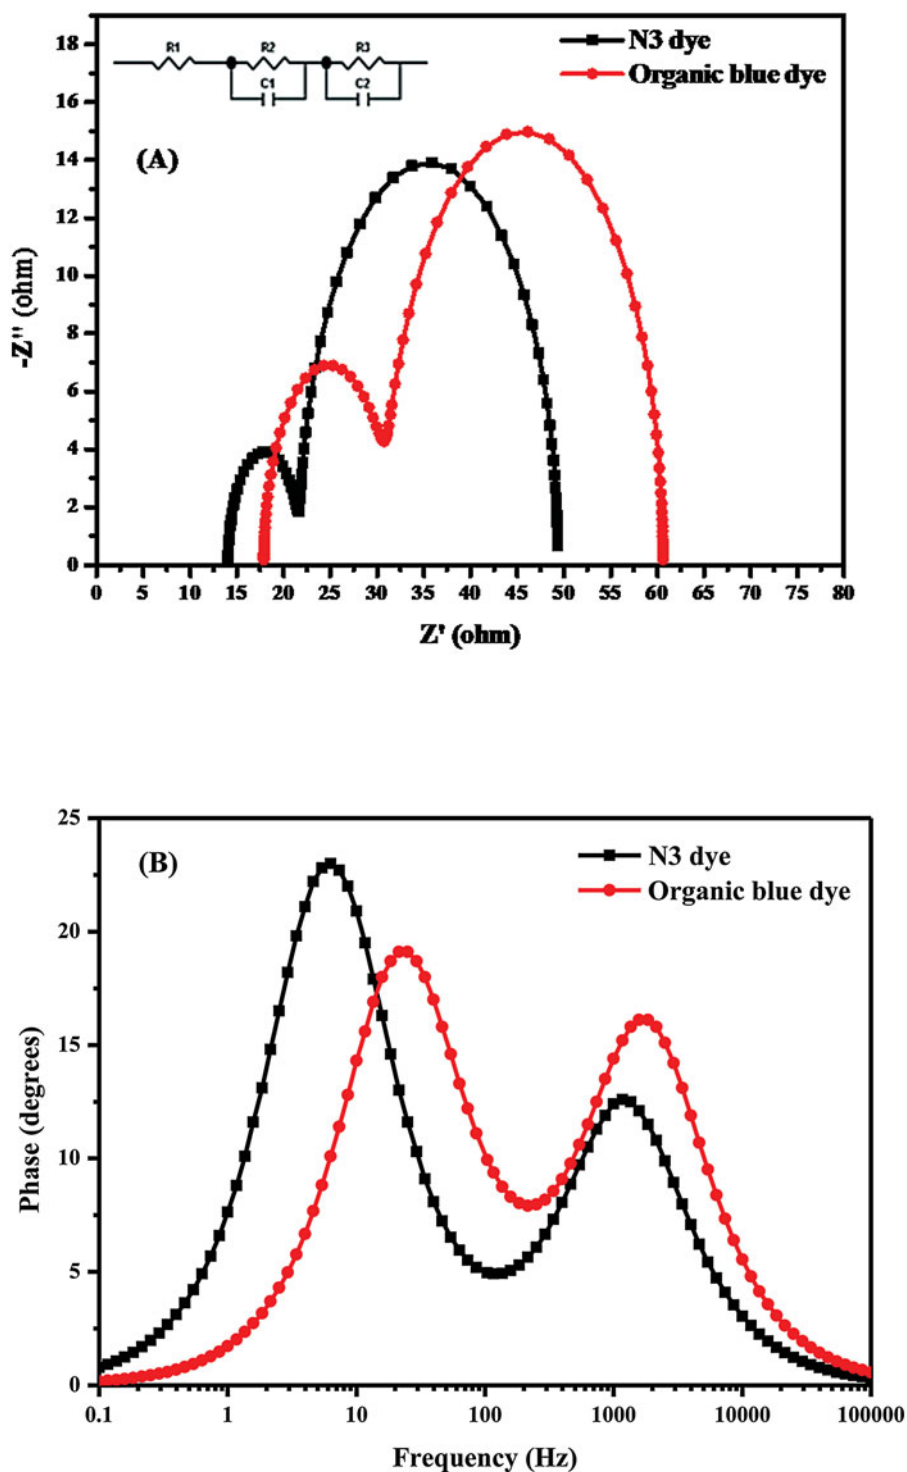 18
16
14
12
10
8
6
4
2
0
-Z'' (ohm)
R1 R2 R3
C1 C2
N3 dye
Organic blue dye
(A)
0 5 10 15 20 25 30 35 40 45 50 55 60 65 70 75 80
Z' (ohm)
25
20
15
10
5
0
Phase (degrees)
(B)
N3 dye
Organic blue dye
0.1 1 10 100 1000 10000 100000
Frequency (Hz)